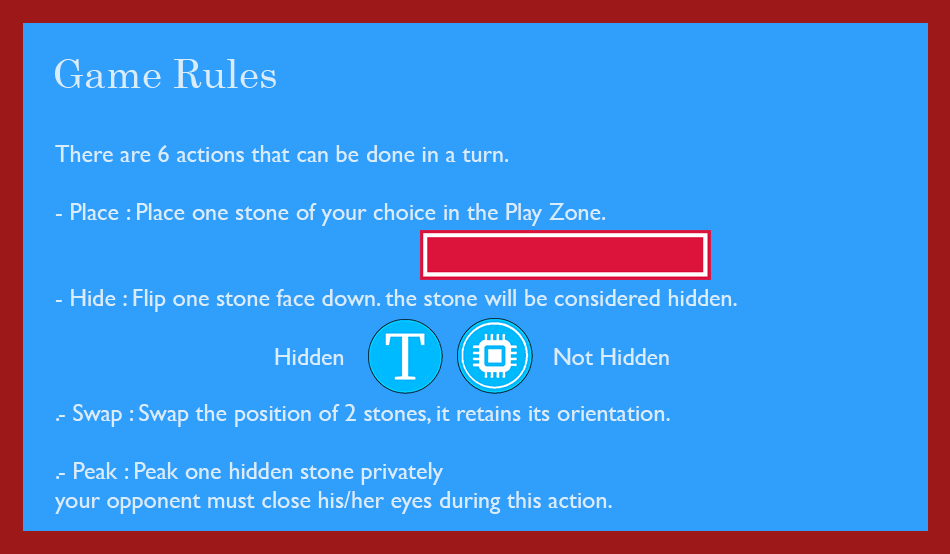 Game Rules
There are 6 actions that can be done in a turn.
- Place : Place one stone of your choice in the Play Zone.
- Hide : Flip one stone face down. the stone will be considered hidden.
Hidden T Not Hidden
.- Swap : Swap the position of 2 stones, it retains its orientation.
.- Peak : Peak one hidden stone privately
your opponent must close his/her eyes during this action.